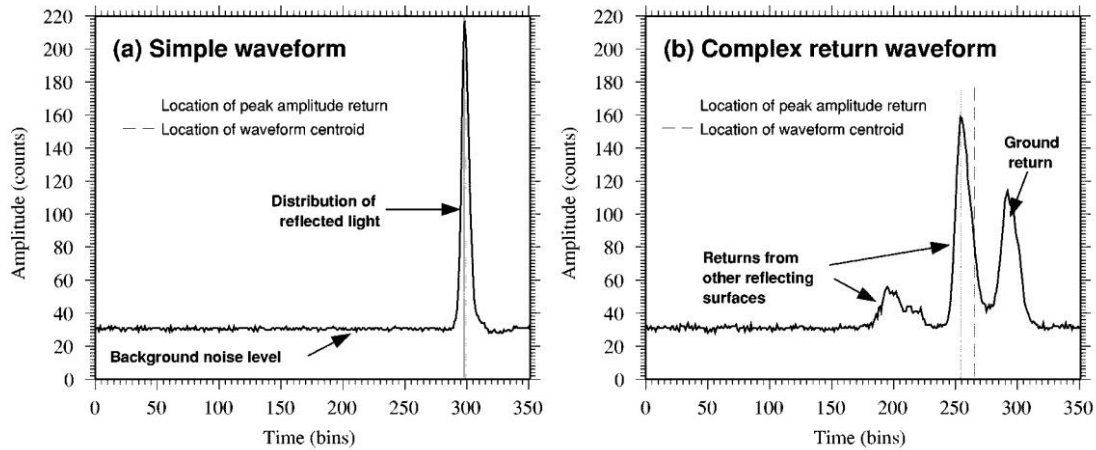 (a) Simple waveform
Location of peak amplitude return
Location of waveform centroid
Distribution of
reflected light
Background noise level
Amplitude (counts)
220
200
180
160
140
120
100
80
60
40
20
0
0 50 100 150 200 250 300 350
Time (bins)
(b) Complex return waveform
Location of peak amplitude return
Location of waveform centroid
Ground
return
Returns from
other reflecting
surfaces
Amplitude (counts)
220
200
180
160
140
120
100
80
60
40
20
0
0 50 100 150 200 250 300 350
Time (bins)